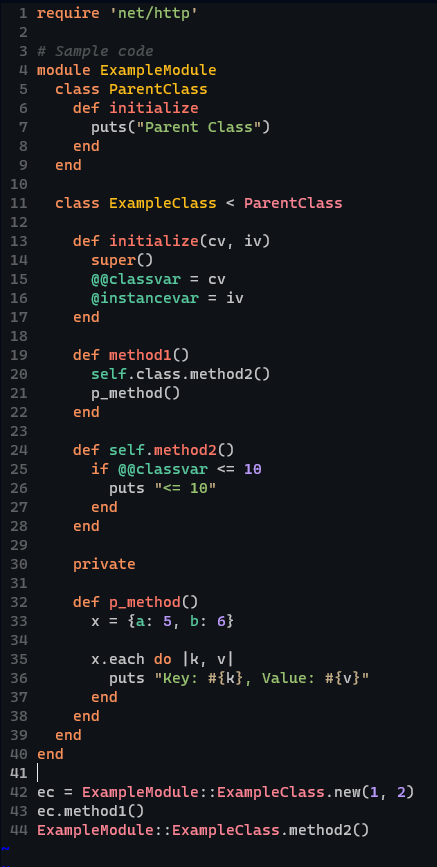 1 require 'net/http'
2
3 # Sample code
4 module ExampleModule
5   class ParentClass
6     def initialize
7       puts("Parent Class")
8     end
9   end
10
11   class ExampleClass < ParentClass
12
13     def initialize(cv, iv)
14       super()
15       @@classvar = cv
16       @instancevar = iv
17     end
18
19     def method1()
20       self.class.method2()
21       p_method()
22     end
23
24     def self.method2()
25       if @@classvar <= 10
26         puts "<= 10"
27       end
28     end
29
30     private
31
32     def p_method()
33       x = {a: 5, b: 6}
34
35       x.each do |k, v|
36         puts "Key: #{k}, Value: #{v}"
37       end
38     end
39   end
40 end
41
42 ec = ExampleModule::ExampleClass.new(1, 2)
43 ec.method1()
44 ExampleModule::ExampleClass.method2()
~